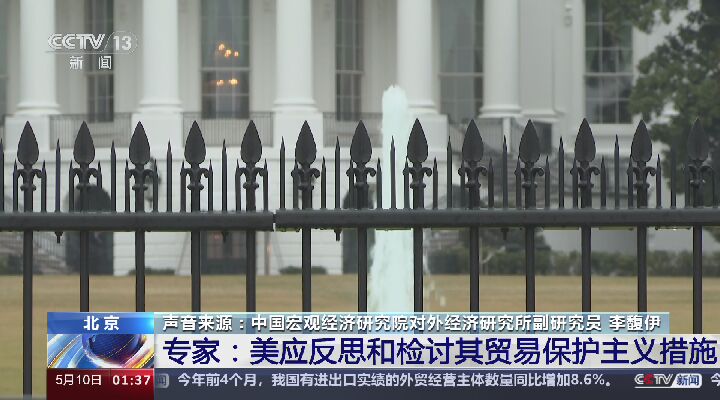 CCTV 13
新闻
北京
声音来源：中国宏观经济研究院对外经济研究所副研究员 李馥伊
专家：美应反思和检讨其贸易保护主义措施
5月10日 01:37
新闻 今年前4个月，我国有进出口实绩的外贸经营主体数量同比增加8.6%。 CCTV 新闻